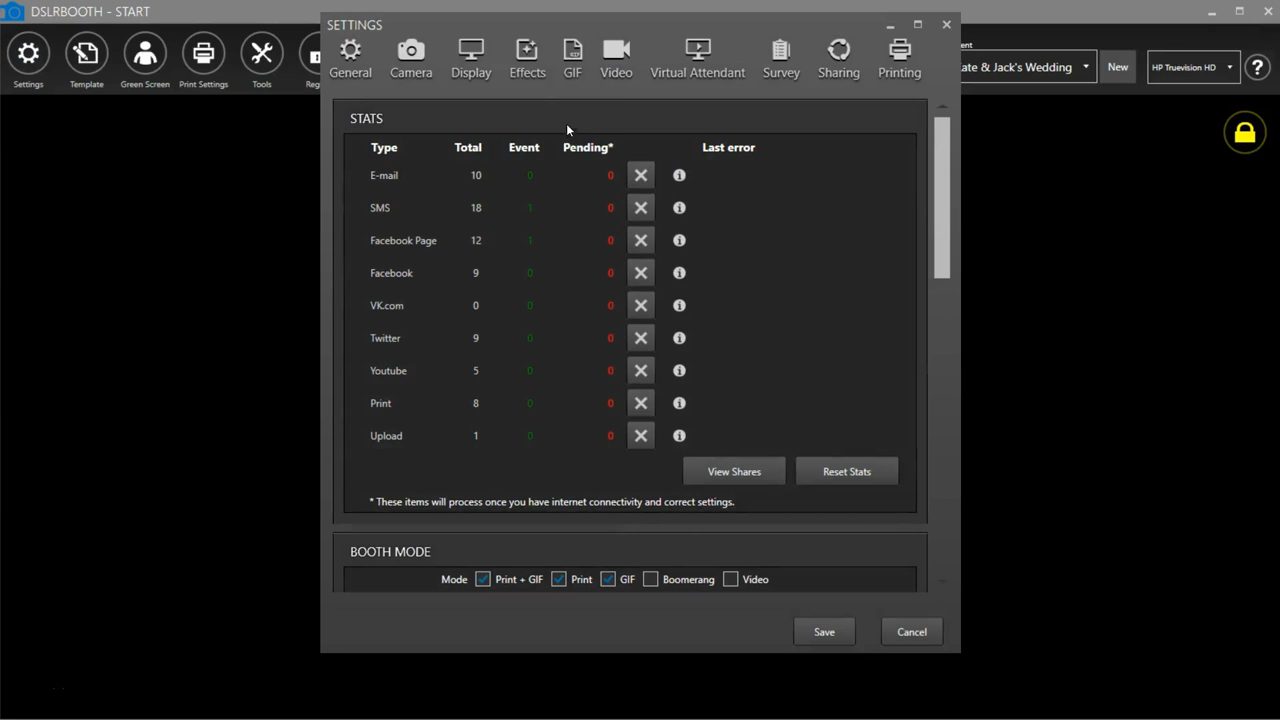 DSLRBOOTH - START
SETTINGS
General Camera Display Effects GIF Video Virtual Attendant Survey Sharing Printing
Settings Template Green Screen Print Settings Tools
ate & Jack's Wedding New HP Truevision HD ?
STATS
Type Total Event Pending* Last error
E-mail 10 0 0
SMS 18 1 0
Facebook Page 12 1 0
Facebook 9 0 0
VK.com 0 0 0
Twitter 9 0 0
Youtube 5 0 0
Print 8 0 0
Upload 1 0 0
View Shares Reset Stats
* These items will process once you have internet connectivity and correct settings.
BOOTH MODE
Mode Print + GIF Print GIF Boomerang Video
Save Cancel